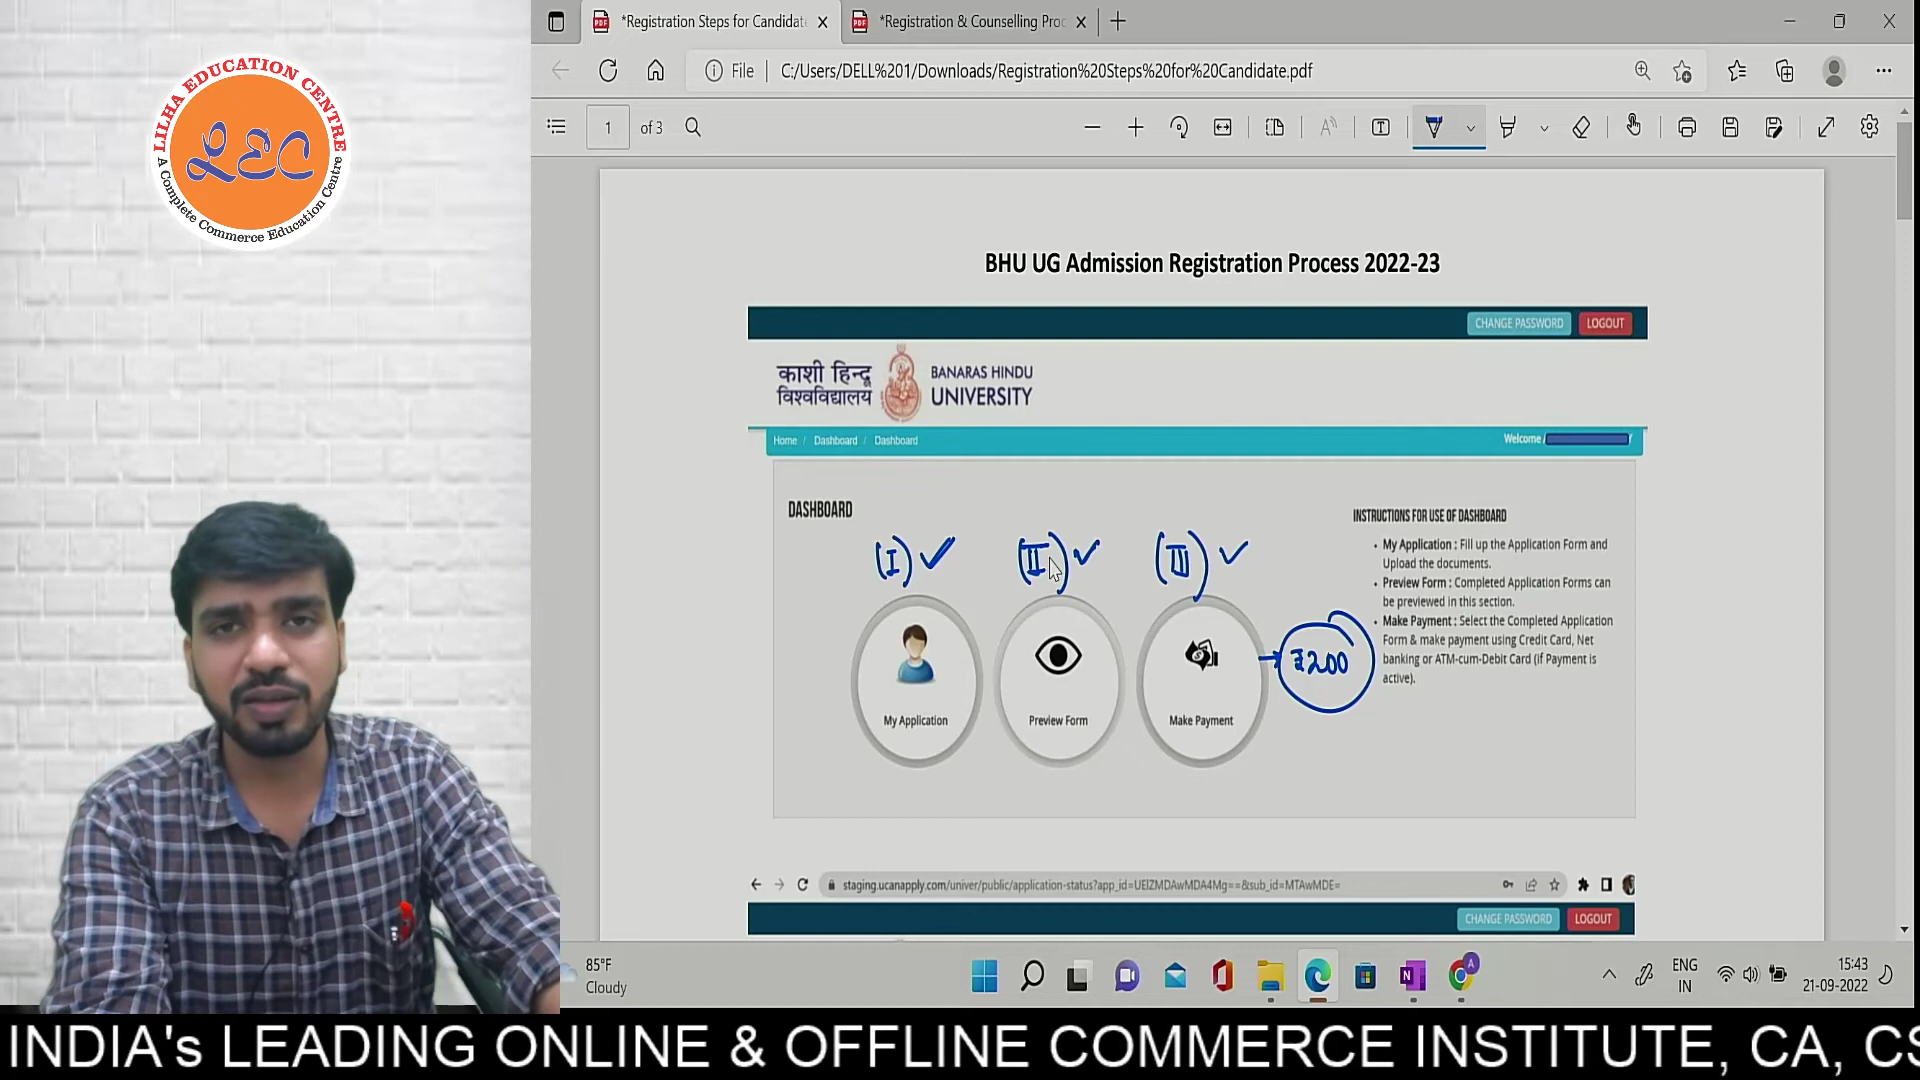 LILHA EDUCATION CENTRE
LEC
A Complete Commerce Education Centre
*Registration Steps for Candidat
*Registration & Counselling Proc
File
C:/Users/DELL%201/Downloads/Registration%20Steps%20for%20Candidate.pdf
1 of 3
BHU UG Admission Registration Process 2022-23
CHANGE PASSWORD LOGOUT
काशी हिन्दू
विश्वविद्यालय
BANARAS HINDU
UNIVERSITY
Home / Dashboard / Dashboard
Welcome /
DASHBOARD
(I) ✓ (II) ✓ (III) ✓
My Application
Preview Form
Make Payment
→ ₹200
INSTRUCTIONS FOR USE OF DASHBOARD
• My Application : Fill up the Application Form and
Upload the documents.
• Preview Form : Completed Application Forms can
be previewed in this section.
• Make Payment : Select the Completed Application
Form & make payment using Credit Card, Net
banking or ATM-cum-Debit Card (if Payment is
active).
staging.ucanapply.com/univer/public/application-status?app_id=UElZMDAwMDA4Mg==&sub_id=MTAwMDE=
CHANGE PASSWORD LOGOUT
85°F
Cloudy
ENG
IN
15:43
21-09-2022
INDIA's LEADING ONLINE & OFFLINE COMMERCE INSTITUTE, CA, CS